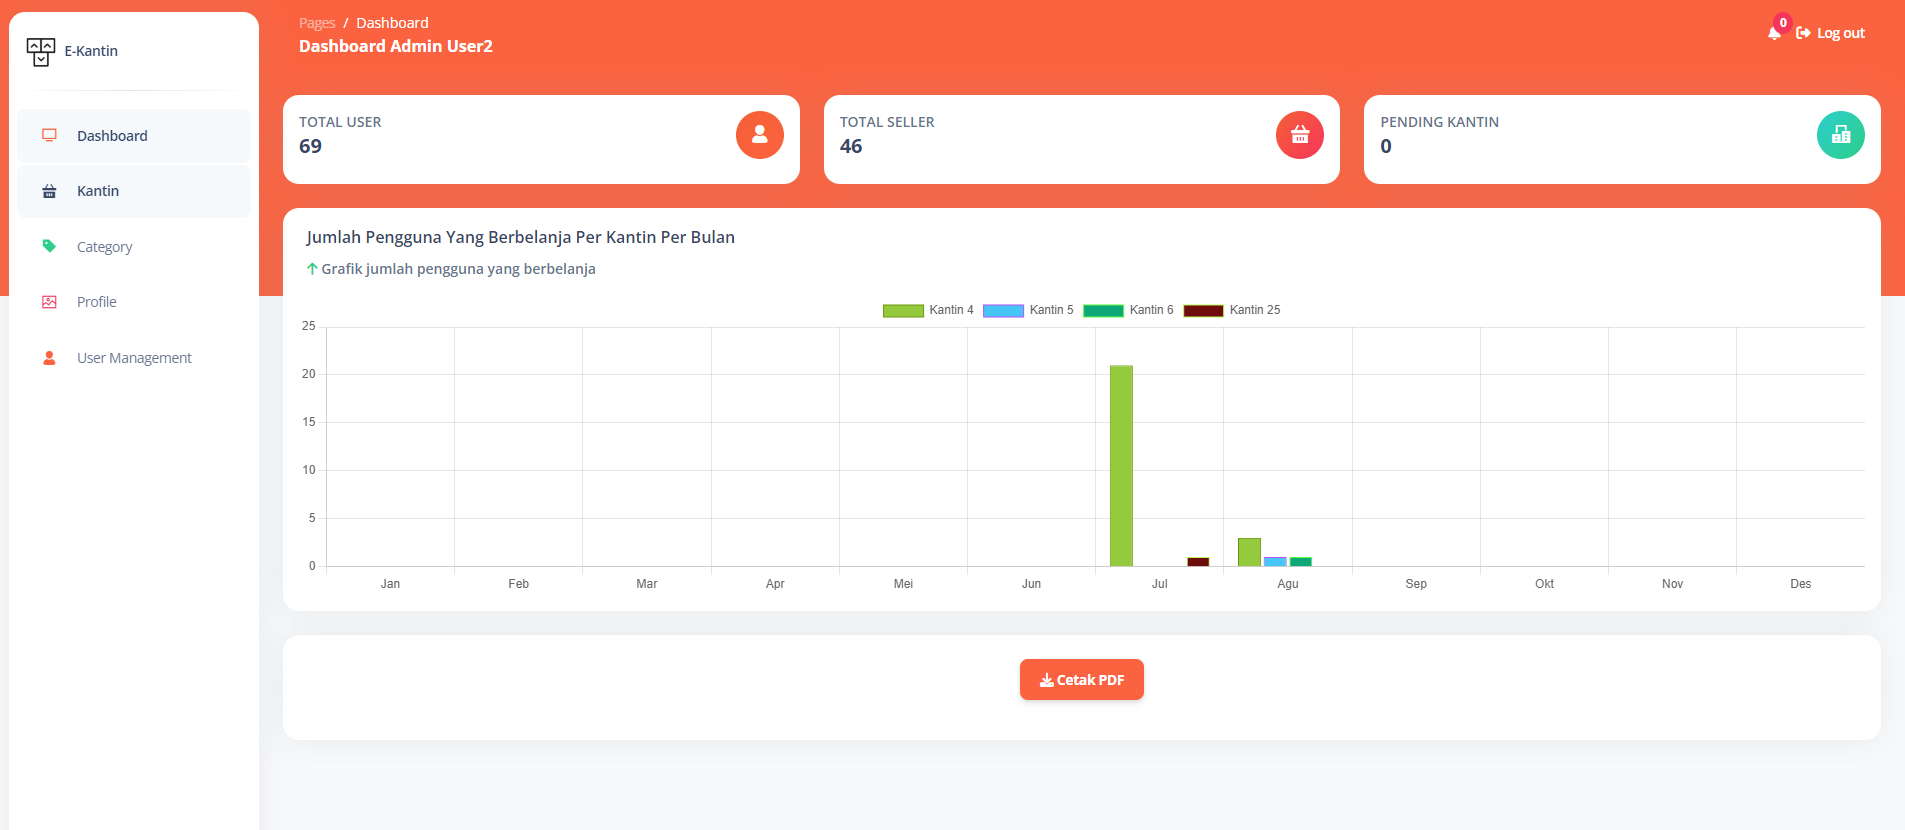 E-Kantin
Dashboard
Kantin
Category
Profile
User Management
Pages / Dashboard
Dashboard Admin User2
0
Log out
TOTAL USER
69
TOTAL SELLER
46
PENDING KANTIN
0
Jumlah Pengguna Yang Berbelanja Per Kantin Per Bulan
Grafik jumlah pengguna yang berbelanja
Kantin 4 Kantin 5 Kantin 6 Kantin 25
25
20
15
10
5
0
Jan Feb Mar Apr Mei Jun Jul Agu Sep Okt Nov Des
Cetak PDF